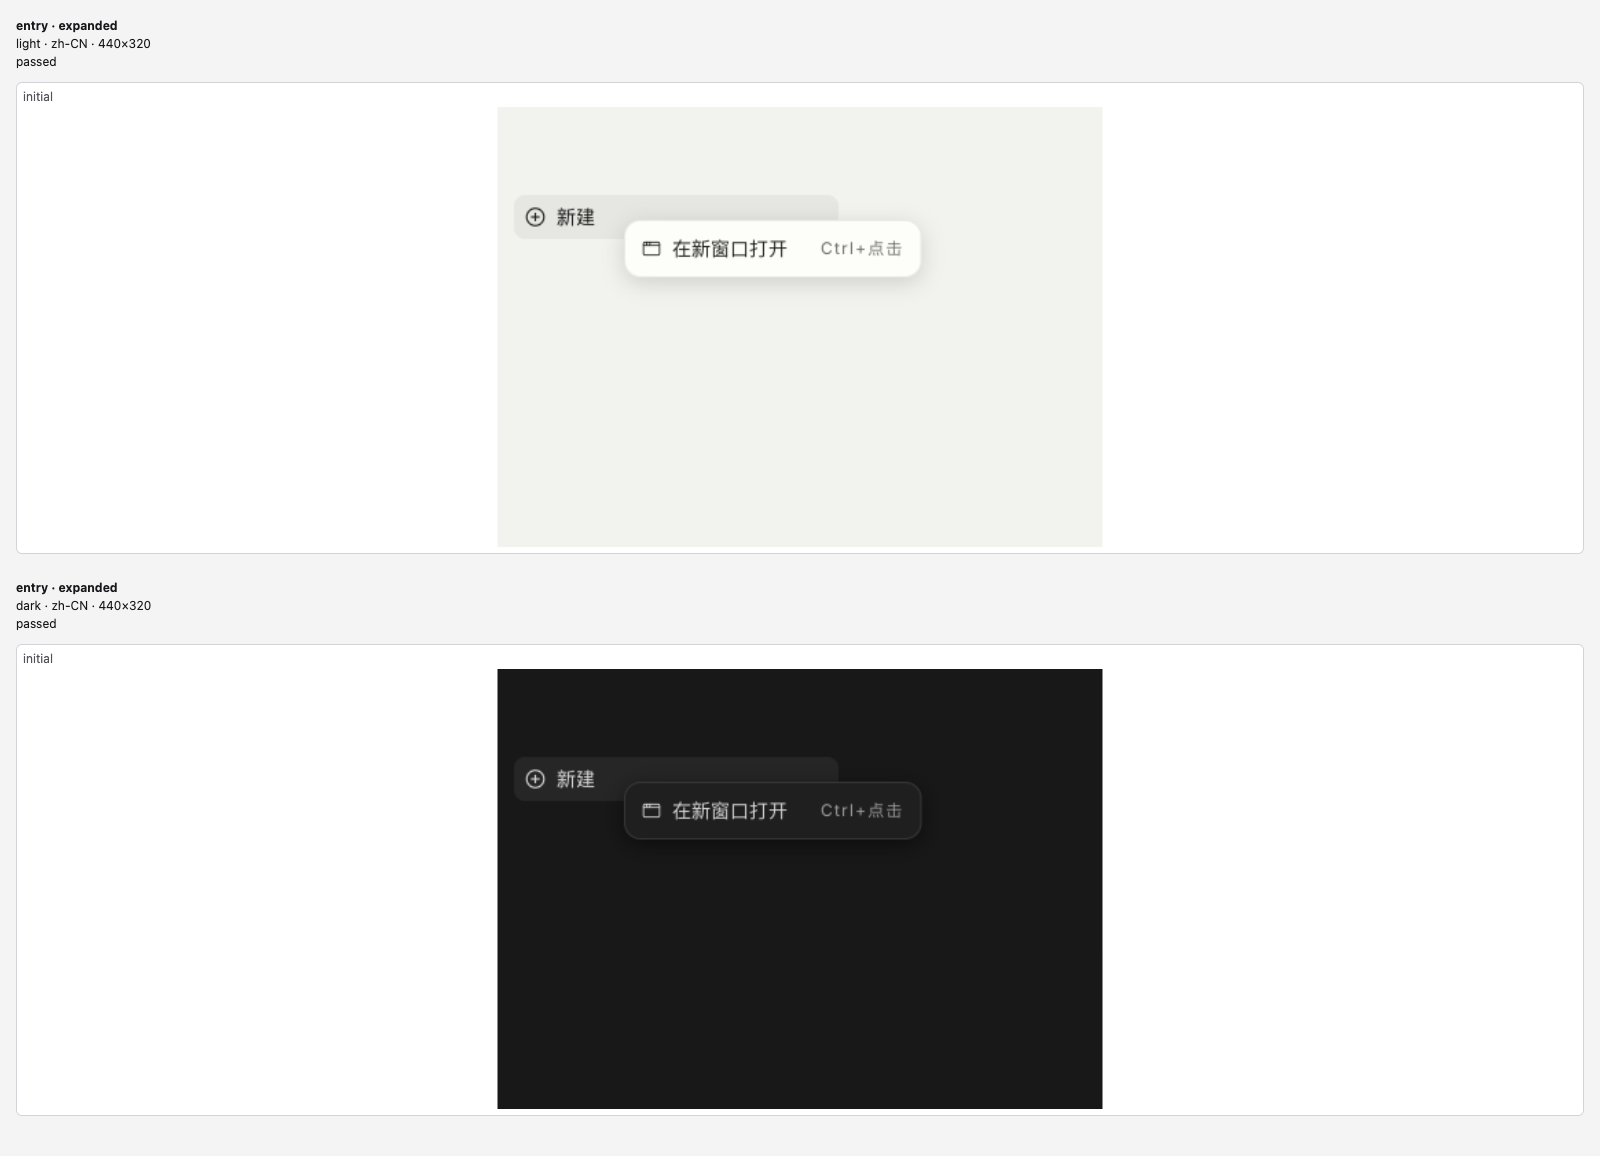 entry · expanded
light · zh-CN · 440×320
passed
initial
新建
在新窗口打开 Ctrl+点击
entry · expanded
dark · zh-CN · 440×320
passed
initial
新建
在新窗口打开 Ctrl+点击